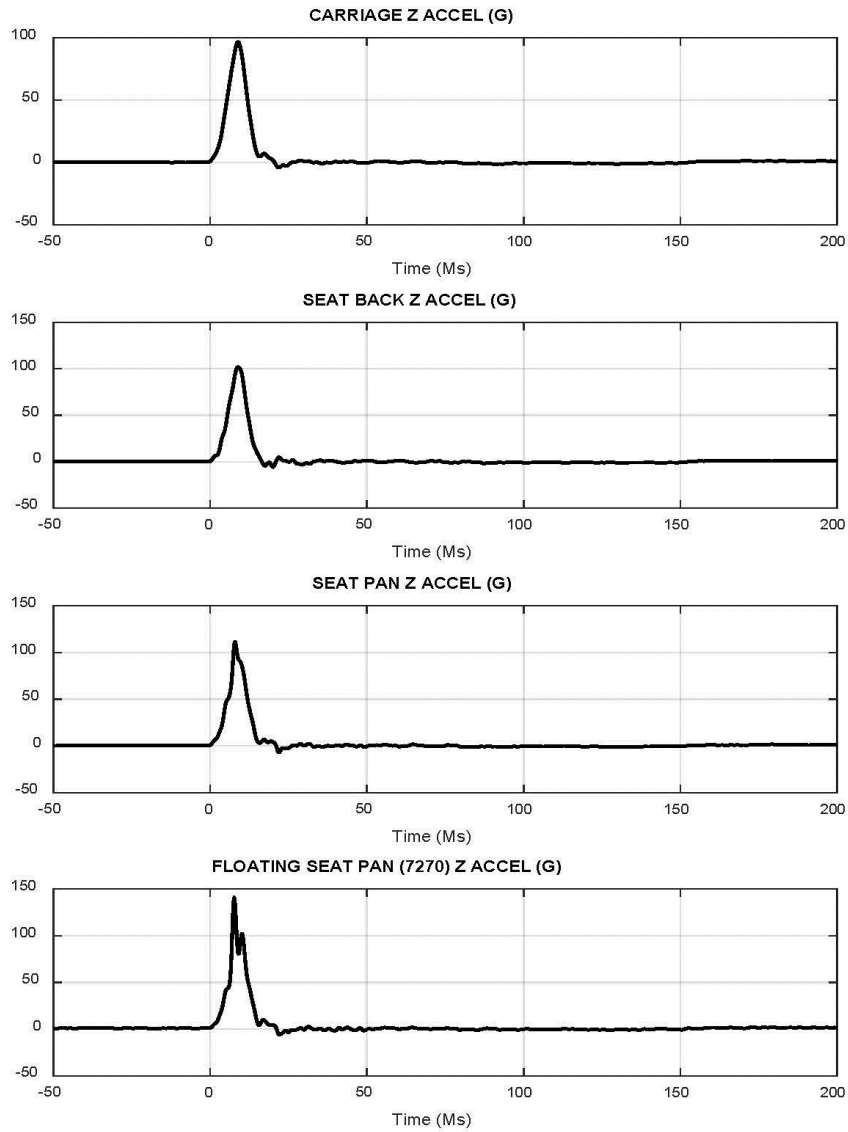 CARRIAGE Z ACCEL (G)
100
50
0
-50
-50 0 50 100 150 200
Time (Ms)
SEAT BACK Z ACCEL (G)
150
100
50
0
-50
-50 0 50 100 150 200
Time (Ms)
SEAT PAN Z ACCEL (G)
150
100
50
0
-50
-50 0 50 100 150 200
Time (Ms)
FLOATING SEAT PAN (7270) Z ACCEL (G)
150
100
50
0
-50
-50 0 50 100 150 200
Time (Ms)